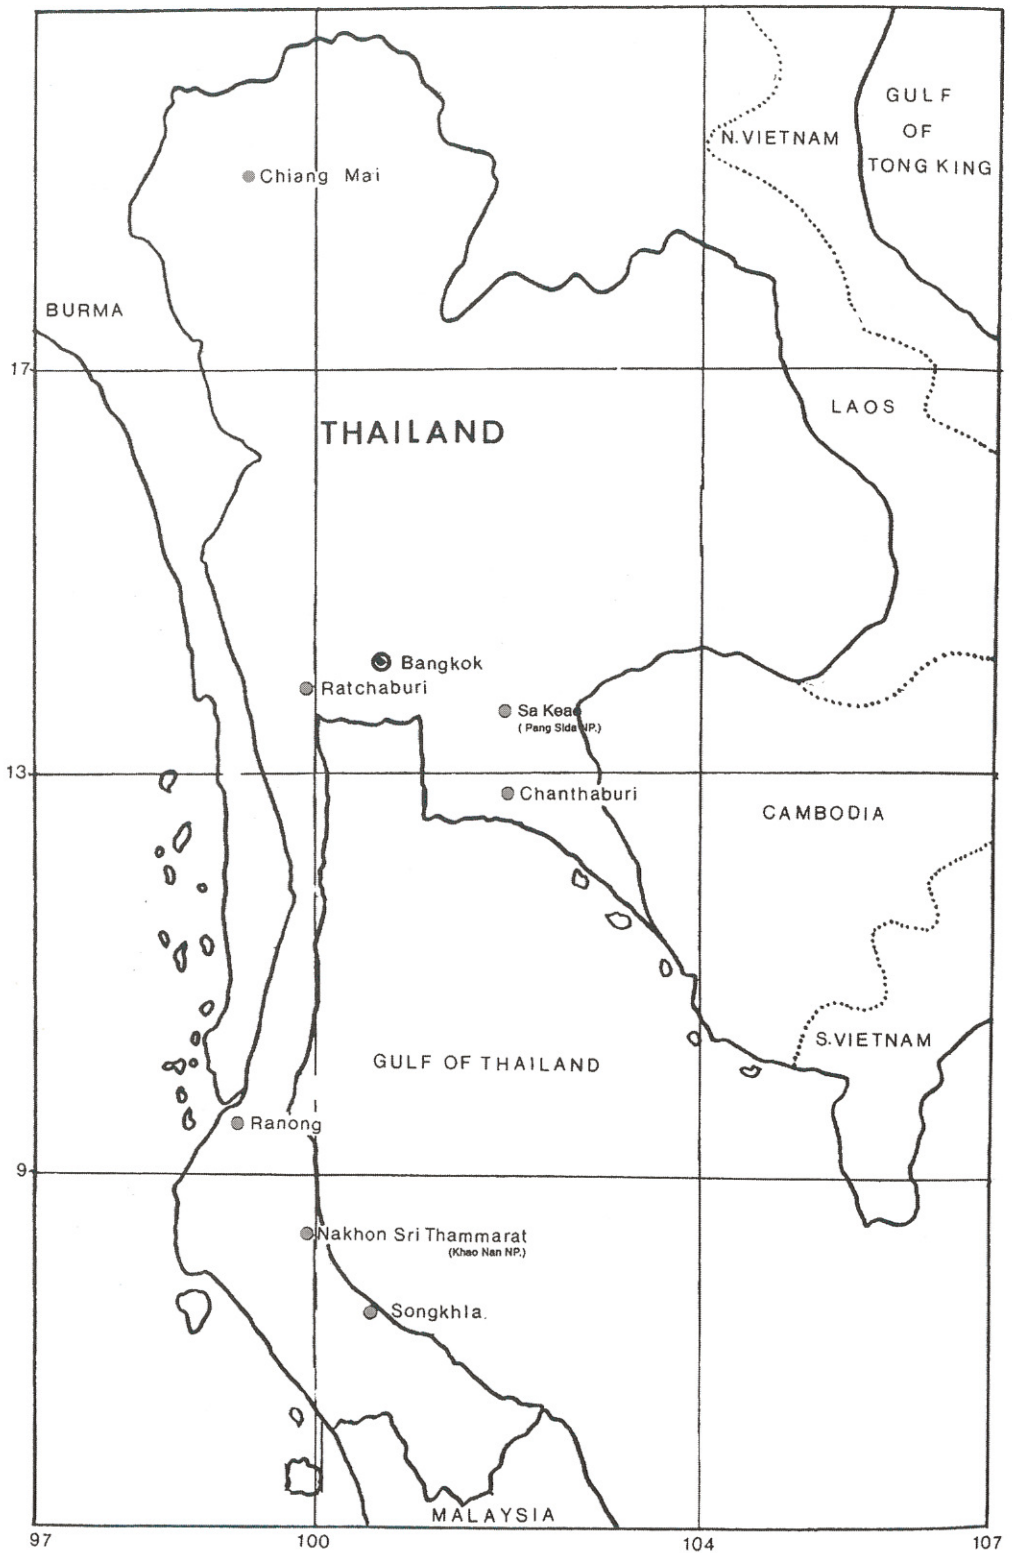 GULF
OF
TONG KING
N.VIETNAM
Chiang Mai
BURMA
17
LAOS
THAILAND
Bangkok
Ratchaburi
Sa Keao
( Pang Sida NP.)
13
Chanthaburi
CAMBODIA
S.VIETNAM
GULF OF THAILAND
Ranong
9
Nakhon Sri Thammarat
(Khao Nan NP.)
Songkhla.
MALAYSIA
97
100
104
107